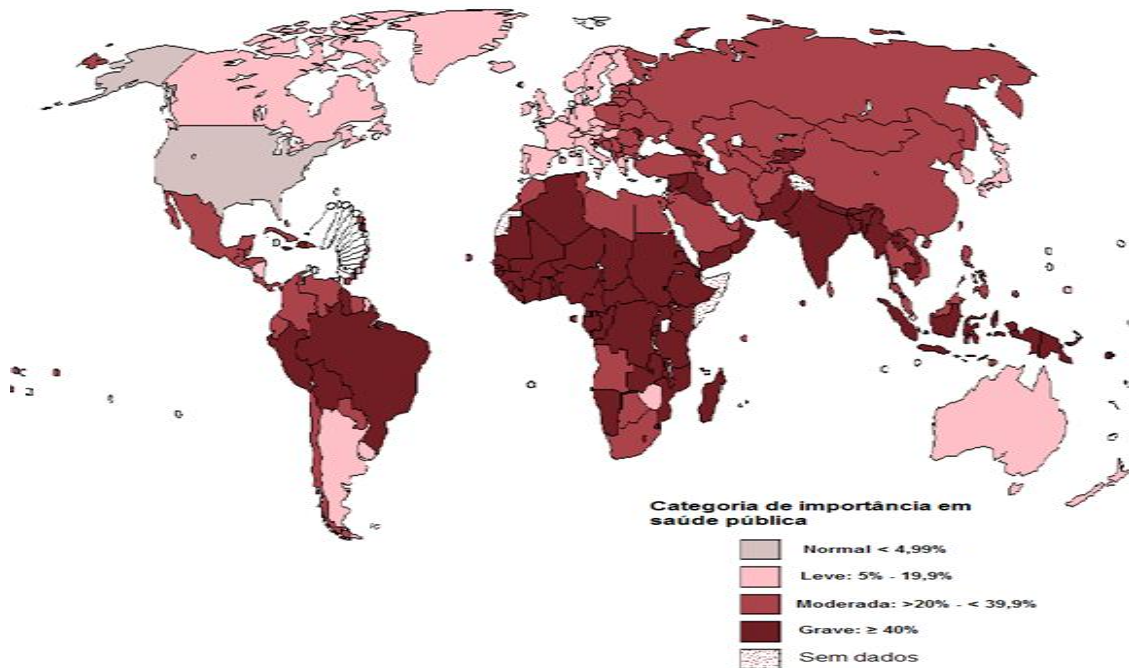 Categoria de importância em
saúde pública
Normal < 4,99%
Leve: 5% - 19,9%
Moderada: >20% - < 39,9%
Grave: ≥ 40%
Sem dados